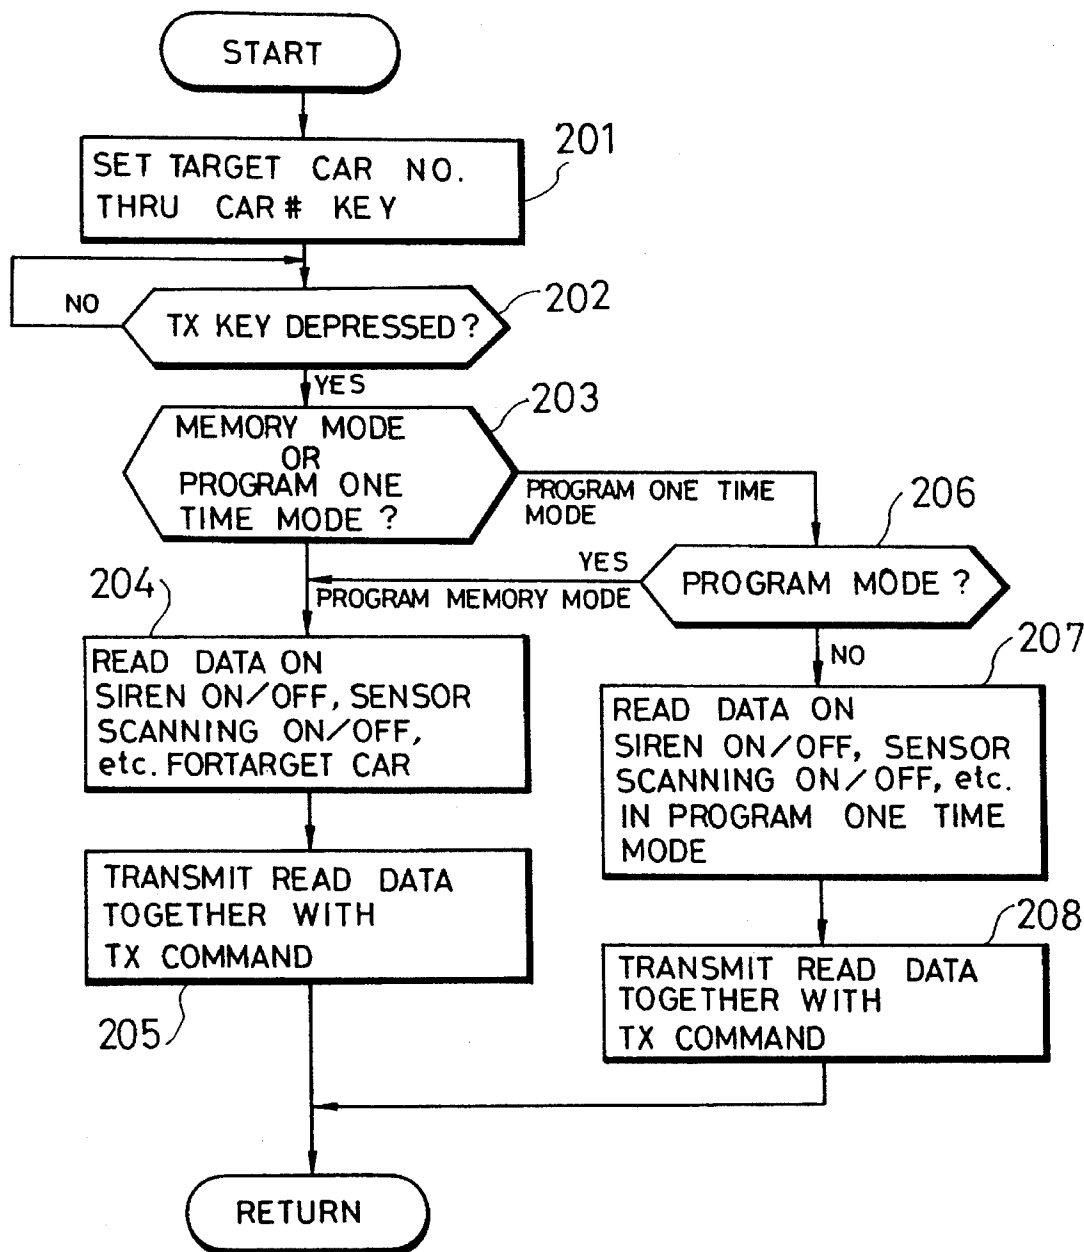 START
201
SET TARGET CAR NO.
THRU CAR# KEY
NO
202
TX KEY DEPRESSED?
YES
203
MEMORY MODE
OR
PROGRAM ONE
TIME MODE?
PROGRAM ONE TIME
MODE
206
YES
PROGRAM MODE?
PROGRAM MEMORY MODE
204
NO
207
READ DATA ON
SIREN ON/OFF, SENSOR
SCANNING ON/OFF,
etc. FORTARGET CAR
READ DATA ON
SIREN ON/OFF, SENSOR
SCANNING ON/OFF, etc.
IN PROGRAM ONE TIME
MODE
TRANSMIT READ DATA
TOGETHER WITH
TX COMMAND
205
208
TRANSMIT READ DATA
TOGETHER WITH
TX COMMAND
RETURN